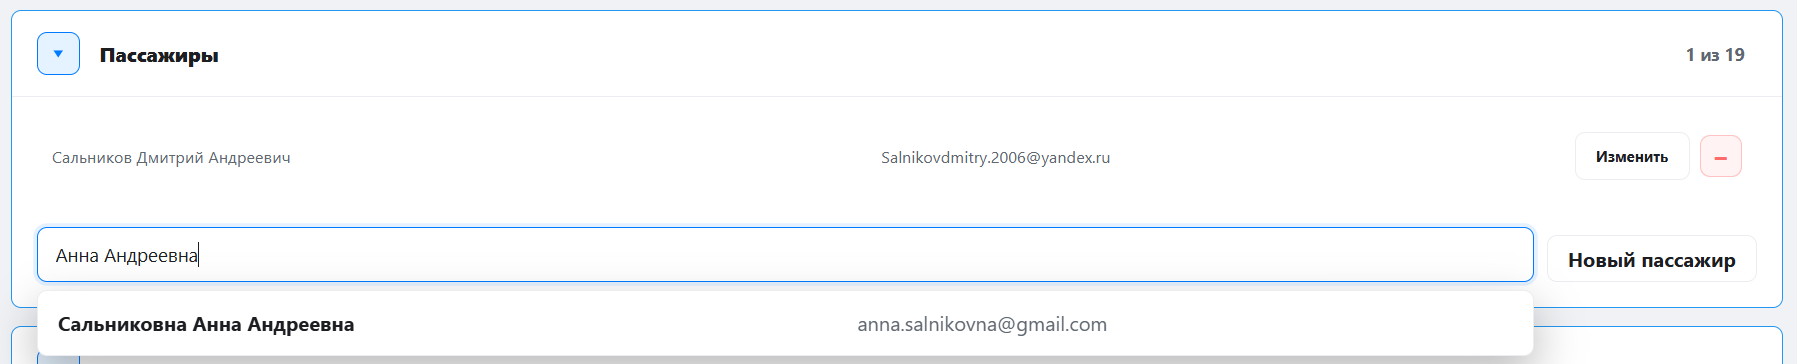 Пассажиры 1 из 19
Сальников Дмитрий Андреевич Salnikovdmitry.2006@yandex.ru Изменить –
Анна Андреевна Новый пассажир
Сальниковна Анна Андреевна anna.salnikovna@gmail.com